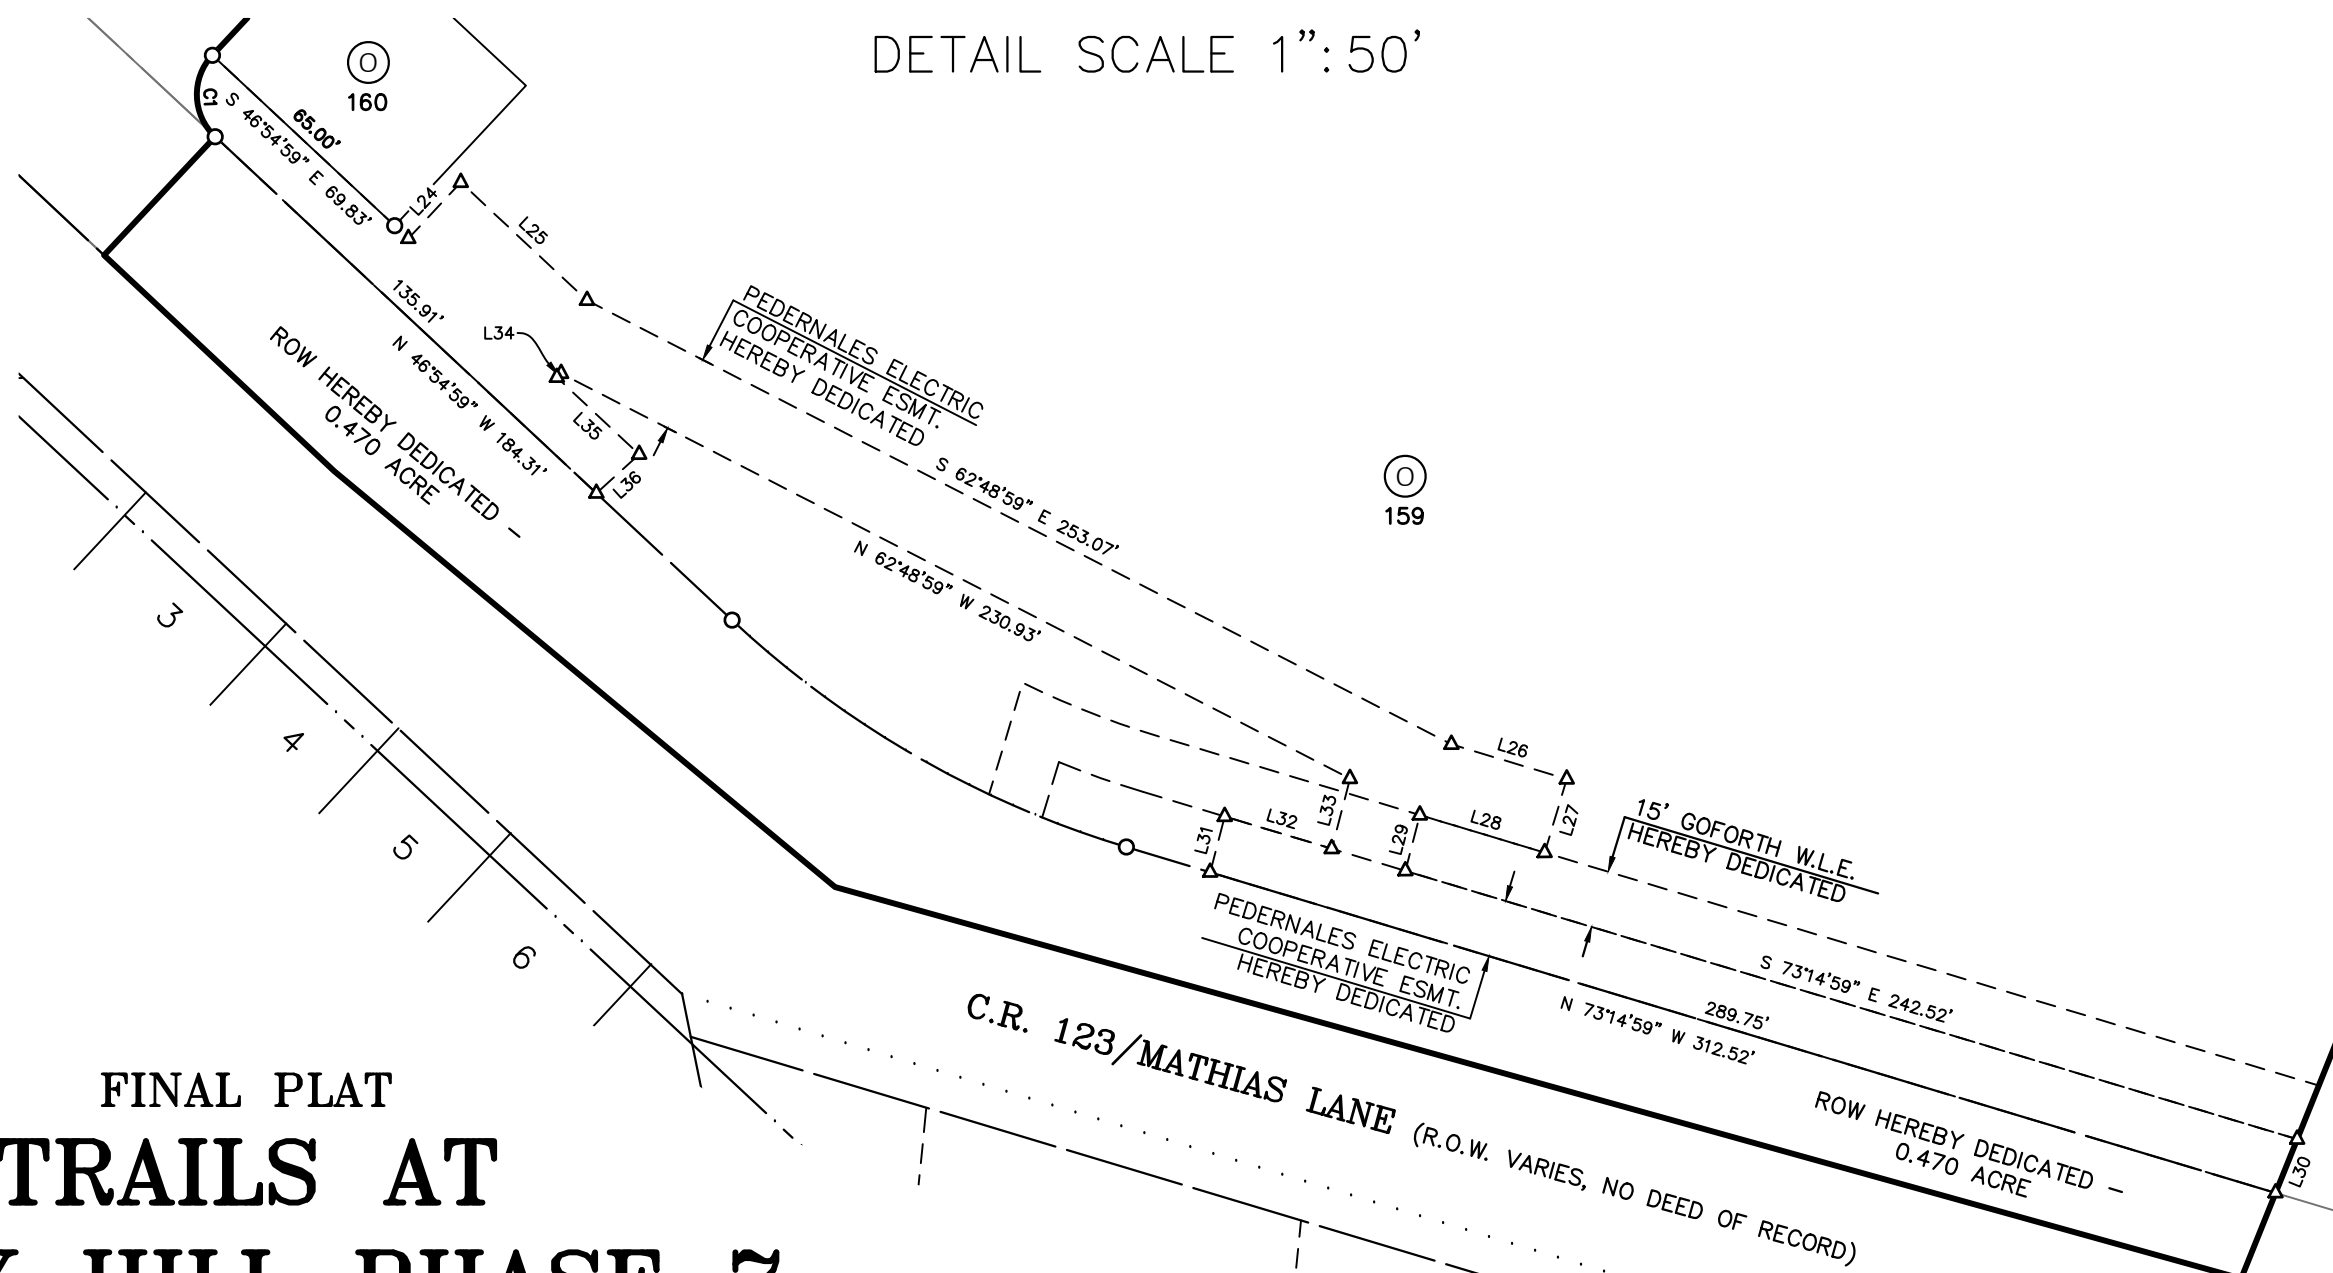 DETAIL SCALE 1":50'
O
160
C1
65.00'
S 46°54'59" E 69.83'
L24
L25
135.91'
N 46°54'59" W 184.31'
L34
L35
L36
ROW HEREBY DEDICATED -
0.470 ACRE
PEDERNALES ELECTRIC
COOPERATIVE ESMT.
HEREBY DEDICATED
S 62°48'59" E 253.07'
N 62°48'59" W 230.93'
O
159
3
4
5
6
L26
L27
L28
L29
L31
L32
L33
15' GOFORTH W.L.E.
HEREBY DEDICATED
PEDERNALES ELECTRIC
COOPERATIVE ESMT.
HEREBY DEDICATED
S 73°14'59" E 242.52'
289.75'
N 73°14'59" W 312.52'
C.R. 123/MATHIAS LANE (R.O.W. VARIES, NO DEED OF RECORD)
ROW HEREBY DEDICATED -
0.470 ACRE
L30
FINAL PLAT
TRAILS AT
HILL PHASE 7